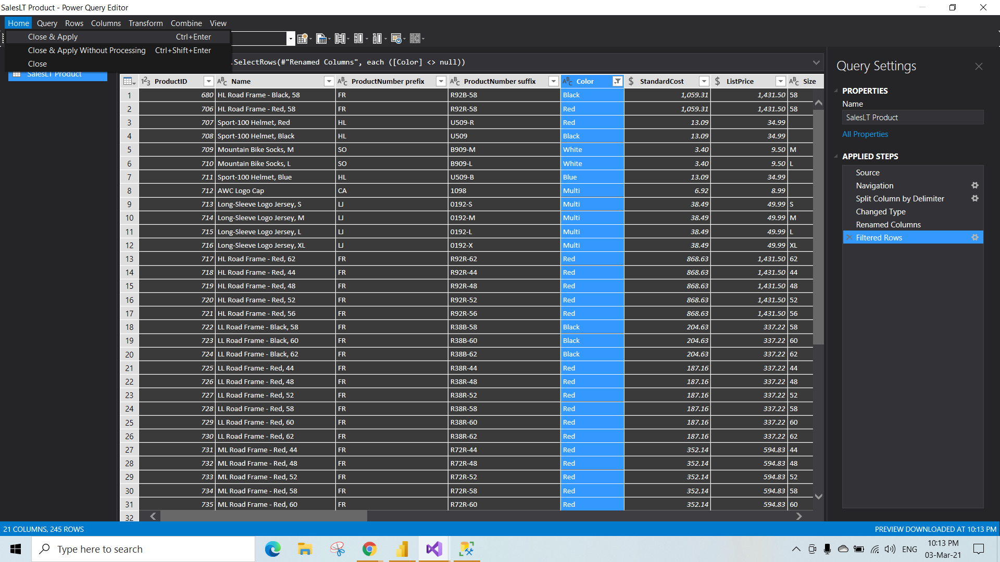 SalesLT Product - Power Query Editor
Home Query Rows Columns Transform Combine View
Close & Apply Ctrl+Enter
Close & Apply Without Processing Ctrl+Shift+Enter
Close
.SelectRows(#"Renamed Columns", each ([Color] <> null))
SalesLT Product
ProductID Name ProductNumber prefix ProductNumber suffix Color StandardCost ListPrice Size
1 680 HL Road Frame - Black, 58 FR R92B-58 Black 1,059.31 1,431.50 58
2 706 HL Road Frame - Red, 58 FR R92R-58 Red 1,059.31 1,431.50 58
3 707 Sport-100 Helmet, Red HL U509-R Red 13.09 34.99
4 708 Sport-100 Helmet, Black HL U509 Black 13.09 34.99
5 709 Mountain Bike Socks, M SO B909-M White 3.40 9.50 M
6 710 Mountain Bike Socks, L SO B909-L White 3.40 9.50 L
7 711 Sport-100 Helmet, Blue HL U509-B Blue 13.09 34.99
8 712 AWC Logo Cap CA 1098 Multi 6.92 8.99
9 713 Long-Sleeve Logo Jersey, S LJ 0192-S Multi 38.49 49.99 S
10 714 Long-Sleeve Logo Jersey, M LJ 0192-M Multi 38.49 49.99 M
11 715 Long-Sleeve Logo Jersey, L LJ 0192-L Multi 38.49 49.99 L
12 716 Long-Sleeve Logo Jersey, XL LJ 0192-X Multi 38.49 49.99 XL
13 717 HL Road Frame - Red, 62 FR R92R-62 Red 868.63 1,431.50 62
14 718 HL Road Frame - Red, 44 FR R92R-44 Red 868.63 1,431.50 44
15 719 HL Road Frame - Red, 48 FR R92R-48 Red 868.63 1,431.50 48
16 720 HL Road Frame - Red, 52 FR R92R-52 Red 868.63 1,431.50 52
17 721 HL Road Frame - Red, 56 FR R92R-56 Red 868.63 1,431.50 56
18 722 LL Road Frame - Black, 58 FR R38B-58 Black 204.63 337.22 58
19 723 LL Road Frame - Black, 60 FR R38B-60 Black 204.63 337.22 60
20 724 LL Road Frame - Black, 62 FR R38B-62 Black 204.63 337.22 62
21 725 LL Road Frame - Red, 44 FR R38R-44 Red 187.16 337.22 44
22 726 LL Road Frame - Red, 48 FR R38R-48 Red 187.16 337.22 48
23 727 LL Road Frame - Red, 52 FR R38R-52 Red 187.16 337.22 52
24 728 LL Road Frame - Red, 58 FR R38R-58 Red 187.16 337.22 58
25 729 LL Road Frame - Red, 60 FR R38R-60 Red 187.16 337.22 60
26 730 LL Road Frame - Red, 62 FR R38R-62 Red 187.16 337.22 62
27 731 ML Road Frame - Red, 44 FR R72R-44 Red 352.14 594.83 44
28 732 ML Road Frame - Red, 48 FR R72R-48 Red 352.14 594.83 48
29 733 ML Road Frame - Red, 52 FR R72R-52 Red 352.14 594.83 52
30 734 ML Road Frame - Red, 58 FR R72R-58 Red 352.14 594.83 58
31 735 ML Road Frame - Red, 60 FR R72R-60 Red 352.14 594.83 60
32
Query Settings
PROPERTIES
Name
SalesLT Product
All Properties
APPLIED STEPS
Source
Navigation
Split Column by Delimiter
Changed Type
Renamed Columns
Filtered Rows
21 COLUMNS, 245 ROWS PREVIEW DOWNLOADED AT 10:13 PM
Type here to search
ENG
10:13 PM
03-Mar-21